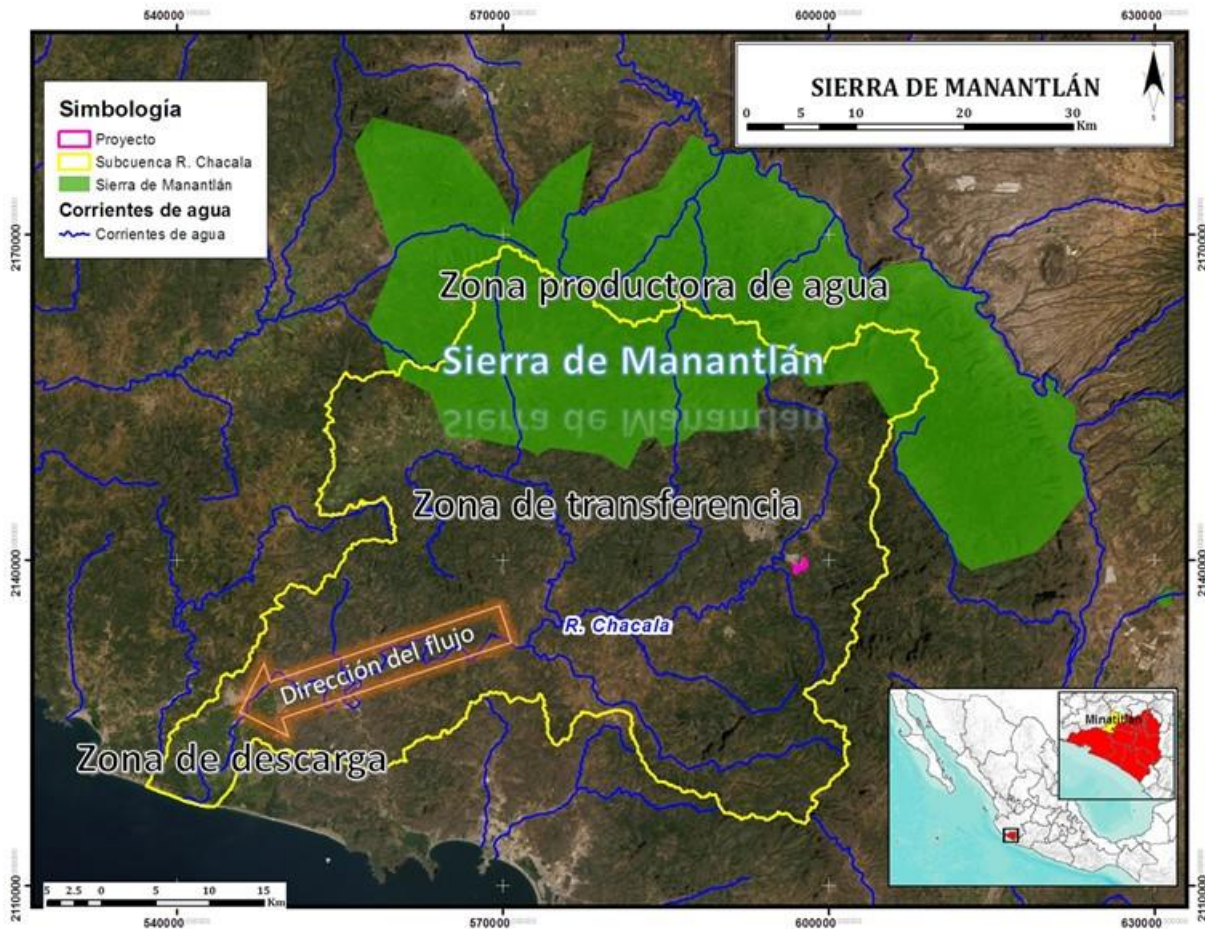 540000 570000 600000 630000
SIERRA DE MANANTLÁN
0 5 10 20 30
Km
Simbología
Proyecto
Subcuenca R. Chacala
Sierra de Manantlán
Corrientes de agua
Corrientes de agua
2170000
2170000
Zona productora de agua
Sierra de Manantlán
Sierra de Manantlán
Zona de transferencia
2140000
2140000
R. Chacala
Dirección del flujo
Zona de descarga
Minatitlán
5 2.5 0 5 10 15
Km
2110000
2110000
540000 570000 600000 630000